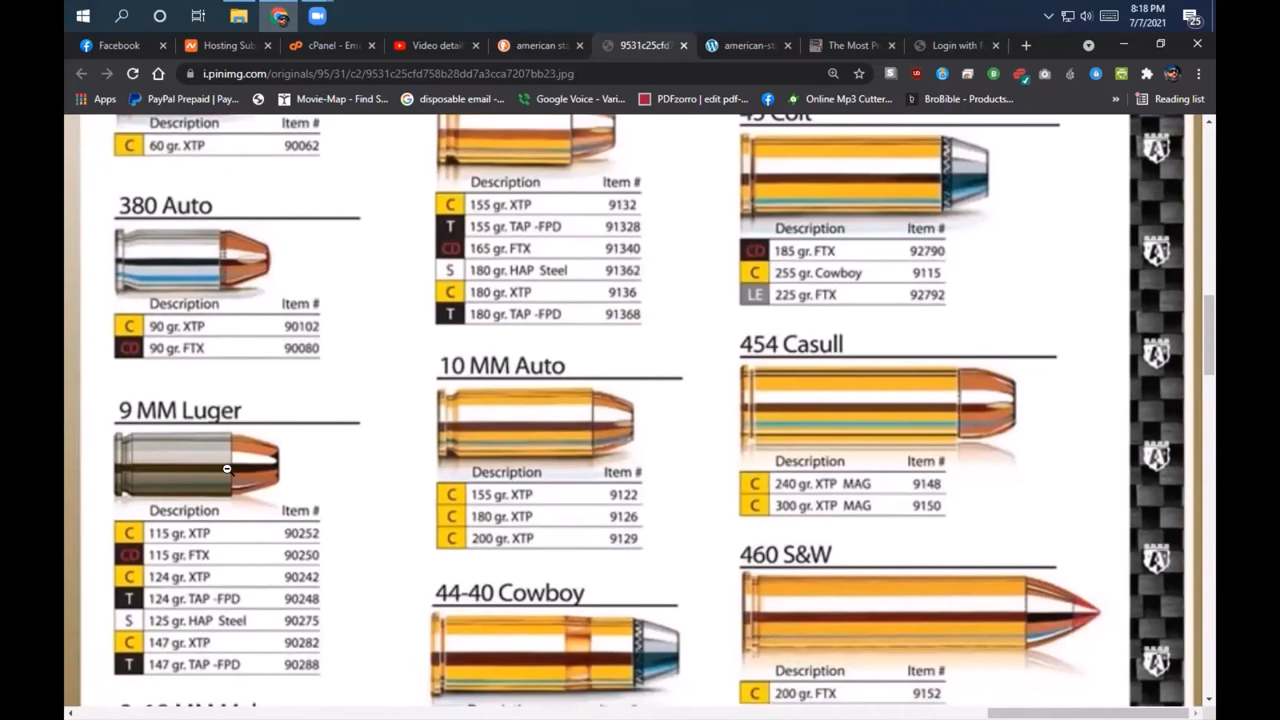 8:18 PM
7/7/2021
25
Facebook
Hosting Sub
cPanel - Em
Video detail
american st
9531c25cfd7
american-st
The Most P
Login with F
i.pinimg.com/originals/95/31/c2/9531c25cfd758b28dd7a3cca7207bb23.jpg
Apps
PayPal Prepaid | Pay...
Movie-Map - Find S...
disposable email -...
Google Voice - Vari...
PDFzorro | edit pdf-...
Online Mp3 Cutter...
BroBible - Products...
»
Reading list
Description Item #
C 60 gr. XTP 90062
380 Auto
Description Item #
C 90 gr. XTP 90102
CD 90 gr. FTX 90080
9 MM Luger
Description Item #
C 115 gr. XTP 90252
CD 115 gr. FTX 90250
C 124 gr. XTP 90242
T 124 gr. TAP -FPD 90248
S 125 gr. HAP Steel 90275
C 147 gr. XTP 90282
T 147 gr. TAP -FPD 90288
Description Item #
C 155 gr. XTP 9132
T 155 gr. TAP -FPD 91328
CD 165 gr. FTX 91340
S 180 gr. HAP Steel 91362
C 180 gr. XTP 9136
T 180 gr. TAP -FPD 91368
10 MM Auto
Description Item #
C 155 gr. XTP 9122
C 180 gr. XTP 9126
C 200 gr. XTP 9129
44-40 Cowboy
45 Colt
Description Item #
CD 185 gr. FTX 92790
C 255 gr. Cowboy 9115
LE 225 gr. FTX 92792
454 Casull
Description Item #
C 240 gr. XTP MAG 9148
C 300 gr. XTP MAG 9150
460 S&W
Description Item #
C 200 gr. FTX 9152